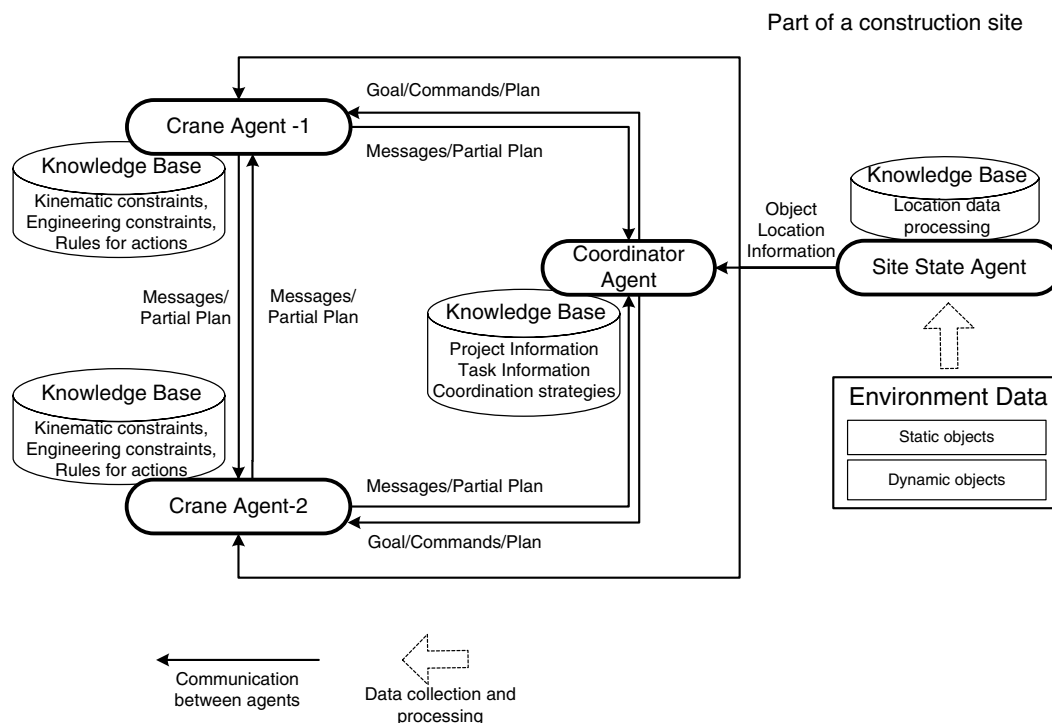 Part of a construction site
Goal/Commands/Plan
Crane Agent -1
Messages/Partial Plan
Knowledge Base
Kinematic constraints,
Engineering constraints,
Rules for actions
Knowledge Base
Location data
processing
Object
Location
Information
Coordinator
Agent
Site State Agent
Messages/
Partial Plan
Messages/
Partial Plan
Knowledge Base
Project Information
Task Information
Coordination strategies
Knowledge Base
Kinematic constraints,
Engineering constraints,
Rules for actions
Environment Data
Static objects
Dynamic objects
Messages/Partial Plan
Crane Agent-2
Goal/Commands/Plan
Communication
between agents
Data collection and
processing